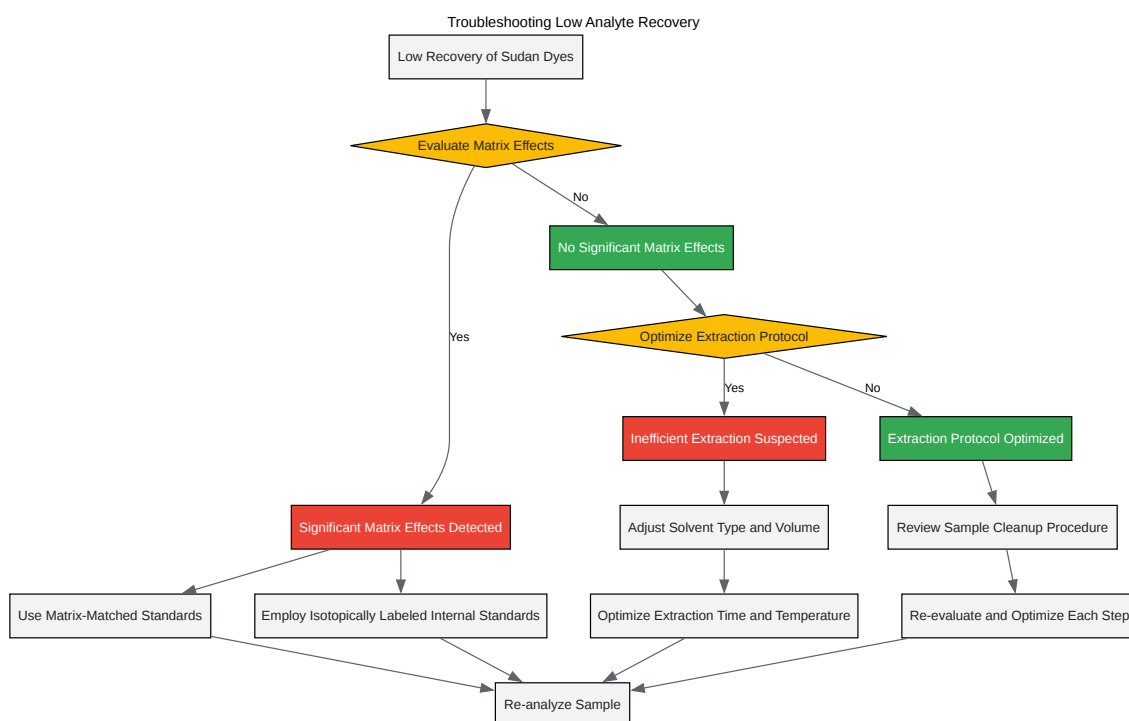 Troubleshooting Low Analyte Recovery
Low Recovery of Sudan Dyes
Evaluate Matrix Effects
No
No Significant Matrix Effects
Yes
Optimize Extraction Protocol
Yes
No
Inefficient Extraction Suspected
Extraction Protocol Optimized
Significant Matrix Effects Detected
Adjust Solvent Type and Volume
Review Sample Cleanup Procedure
Use Matrix-Matched Standards
Employ Isotopically Labeled Internal Standards
Optimize Extraction Time and Temperature
Re-evaluate and Optimize Each Step
Re-analyze Sample